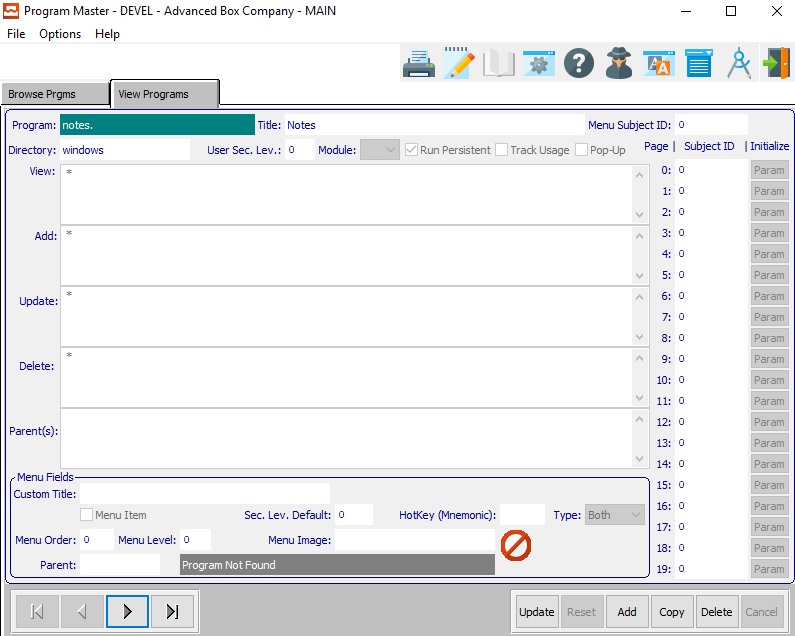 Program Master - DEVEL - Advanced Box Company - MAIN
File Options Help
Browse Prgms View Programs
Program: notes. Title: Notes Menu Subject ID: 0
Directory: windows User Sec. Lev.: 0 Module: Run Persistent Track Usage Pop-Up Page | Subject ID | Initialize
View: * 0: 0 Param
1: 0 Param
2: 0 Param
Add: * 3: 0 Param
4: 0 Param
5: 0 Param
Update: * 6: 0 Param
7: 0 Param
8: 0 Param
Delete: * 9: 0 Param
10: 0 Param
11: 0 Param
Parent(s): 12: 0 Param
13: 0 Param
14: 0 Param
Menu Fields
Custom Title: 15: 0 Param
Menu Item Sec. Lev. Default: 0 HotKey (Mnemonic): Type: Both 16: 0 Param
17: 0 Param
Menu Order: 0 Menu Level: 0 Menu Image: 18: 0 Param
Parent: Program Not Found 19: 0 Param
Update Reset Add Copy Delete Cancel